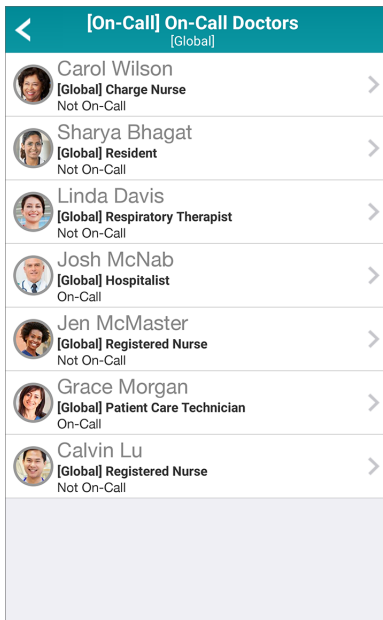 [On-Call] On-Call Doctors
[Global]
Carol Wilson
[Global] Charge Nurse
Not On-Call
Sharya Bhagat
[Global] Resident
Not On-Call
Linda Davis
[Global] Respiratory Therapist
Not On-Call
Josh McNab
[Global] Hospitalist
On-Call
Jen McMaster
[Global] Registered Nurse
Not On-Call
Grace Morgan
[Global] Patient Care Technician
On-Call
Calvin Lu
[Global] Registered Nurse
Not On-Call